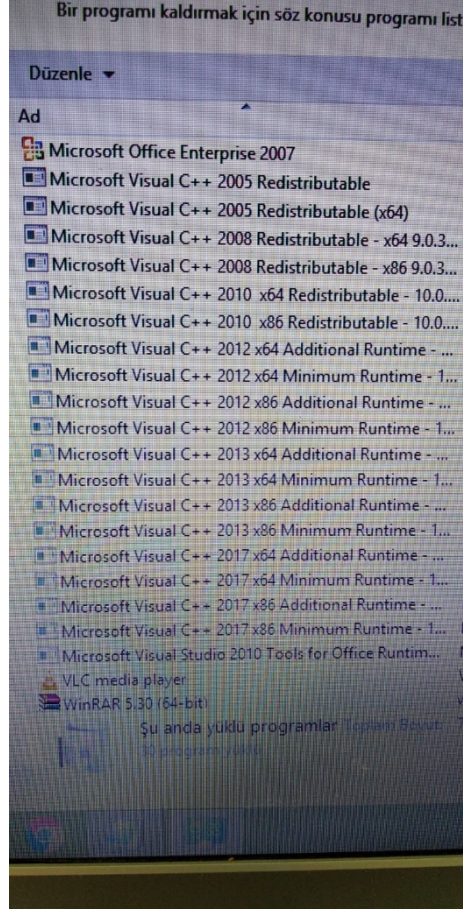 Bir programı kaldırmak için söz konusu programı list
Düzenle
Ad
Microsoft Office Enterprise 2007
Microsoft Visual C++ 2005 Redistributable
Microsoft Visual C++ 2005 Redistributable (x64)
Microsoft Visual C++ 2008 Redistributable - x64 9.0.3...
Microsoft Visual C++ 2008 Redistributable - x86 9.0.3...
Microsoft Visual C++ 2010 x64 Redistributable - 10.0....
Microsoft Visual C++ 2010 x86 Redistributable - 10.0....
Microsoft Visual C++ 2012 x64 Additional Runtime - ...
Microsoft Visual C++ 2012 x64 Minimum Runtime - 1...
Microsoft Visual C++ 2012 x86 Additional Runtime - ...
Microsoft Visual C++ 2012 x86 Minimum Runtime - 1...
Microsoft Visual C++ 2013 x64 Additional Runtime - ...
Microsoft Visual C++ 2013 x64 Minimum Runtime - 1...
Microsoft Visual C++ 2013 x86 Additional Runtime - ...
Microsoft Visual C++ 2013 x86 Minimum Runtime - 1...
Microsoft Visual C++ 2017 x64 Additional Runtime - ...
Microsoft Visual C++ 2017 x64 Minimum Runtime - 1...
Microsoft Visual C++ 2017 x86 Additional Runtime - ...
Microsoft Visual C++ 2017 x86 Minimum Runtime - 1...
Microsoft Visual Studio 2010 Tools for Office Runtim...
VLC media player
WinRAR 5.30 (64-bit)
Şu anda yüklü programlar Toplam Boyut:
program yüklü